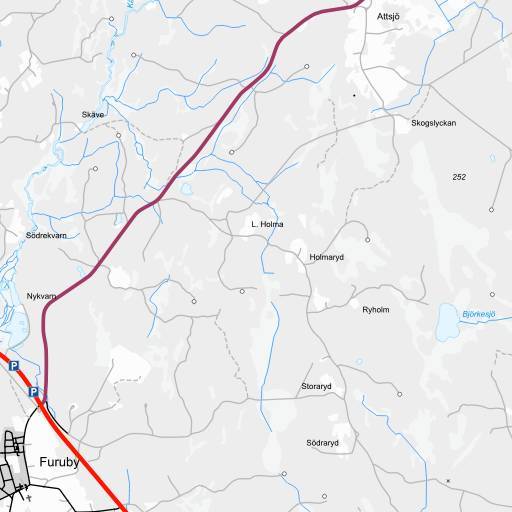 Attsjö
Skäve
Skogslyckan
252
L. Holma
Södrekvarn
Holmaryd
Nykvarn
Ryholm
Björkesjö
P
P
Storaryd
Södraryd
Furuby